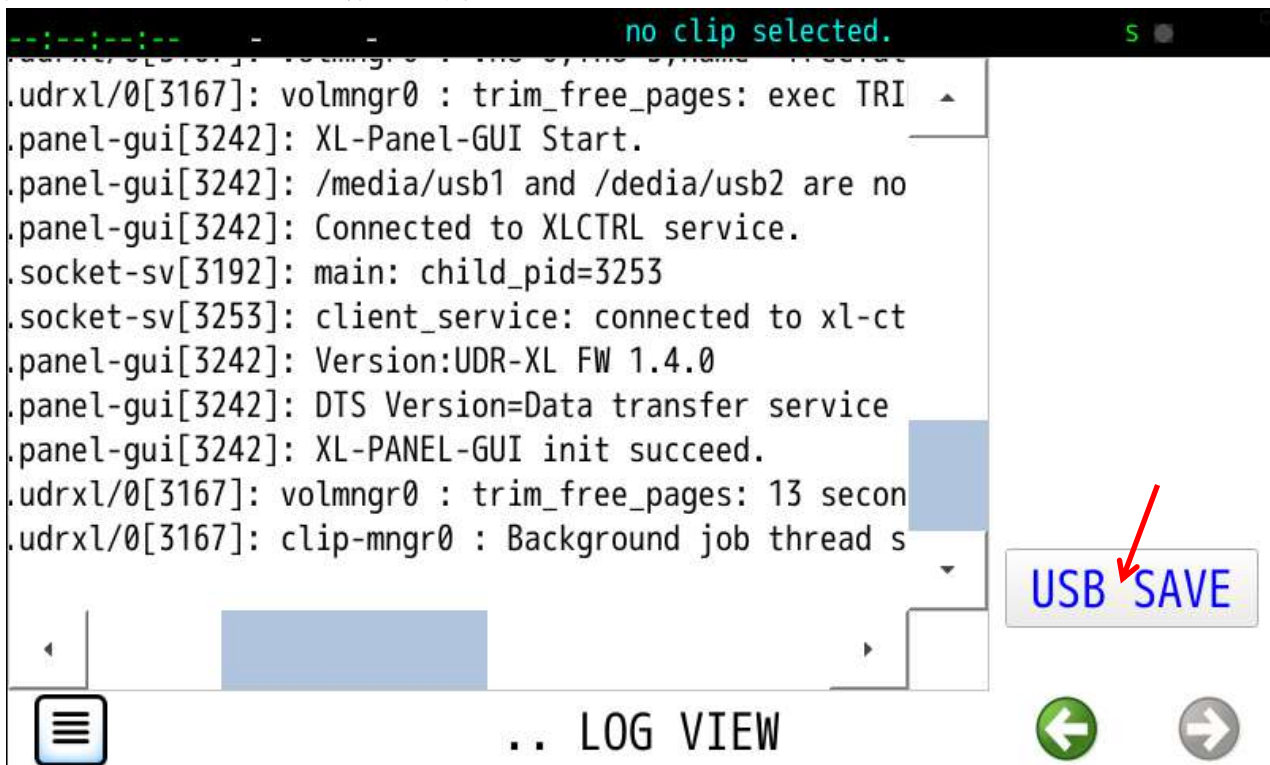 --:--:--:-- - - no clip selected. S
.udrxl/0[3167]: volmngr0 : trim_free_pages: exec TRI
.panel-gui[3242]: XL-Panel-GUI Start.
.panel-gui[3242]: /media/usb1 and /dedia/usb2 are no
.panel-gui[3242]: Connected to XLCTRL service.
.socket-sv[3192]: main: child_pid=3253
.socket-sv[3253]: client_service: connected to xl-ct
.panel-gui[3242]: Version:UDR-XL FW 1.4.0
.panel-gui[3242]: DTS Version=Data transfer service
.panel-gui[3242]: XL-PANEL-GUI init succeed.
.udrxl/0[3167]: volmngr0 : trim_free_pages: 13 secon
.udrxl/0[3167]: clip-mngr0 : Background job thread s
USB SAVE
.. LOG VIEW